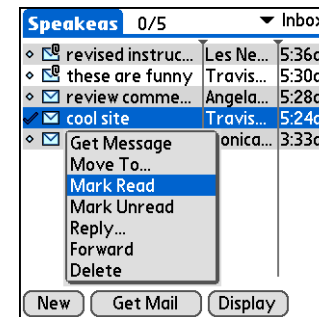 Speakeas 0/5 Inbox
revised instruc... Les Ne... 5:36
these are funny Travis... 5:30
review comme... Angela... 5:28
cool site Travis... 5:24
onica... 3:33
Get Message
Move To...
Mark Read
Mark Unread
Reply...
Forward
Delete
New Get Mail Display